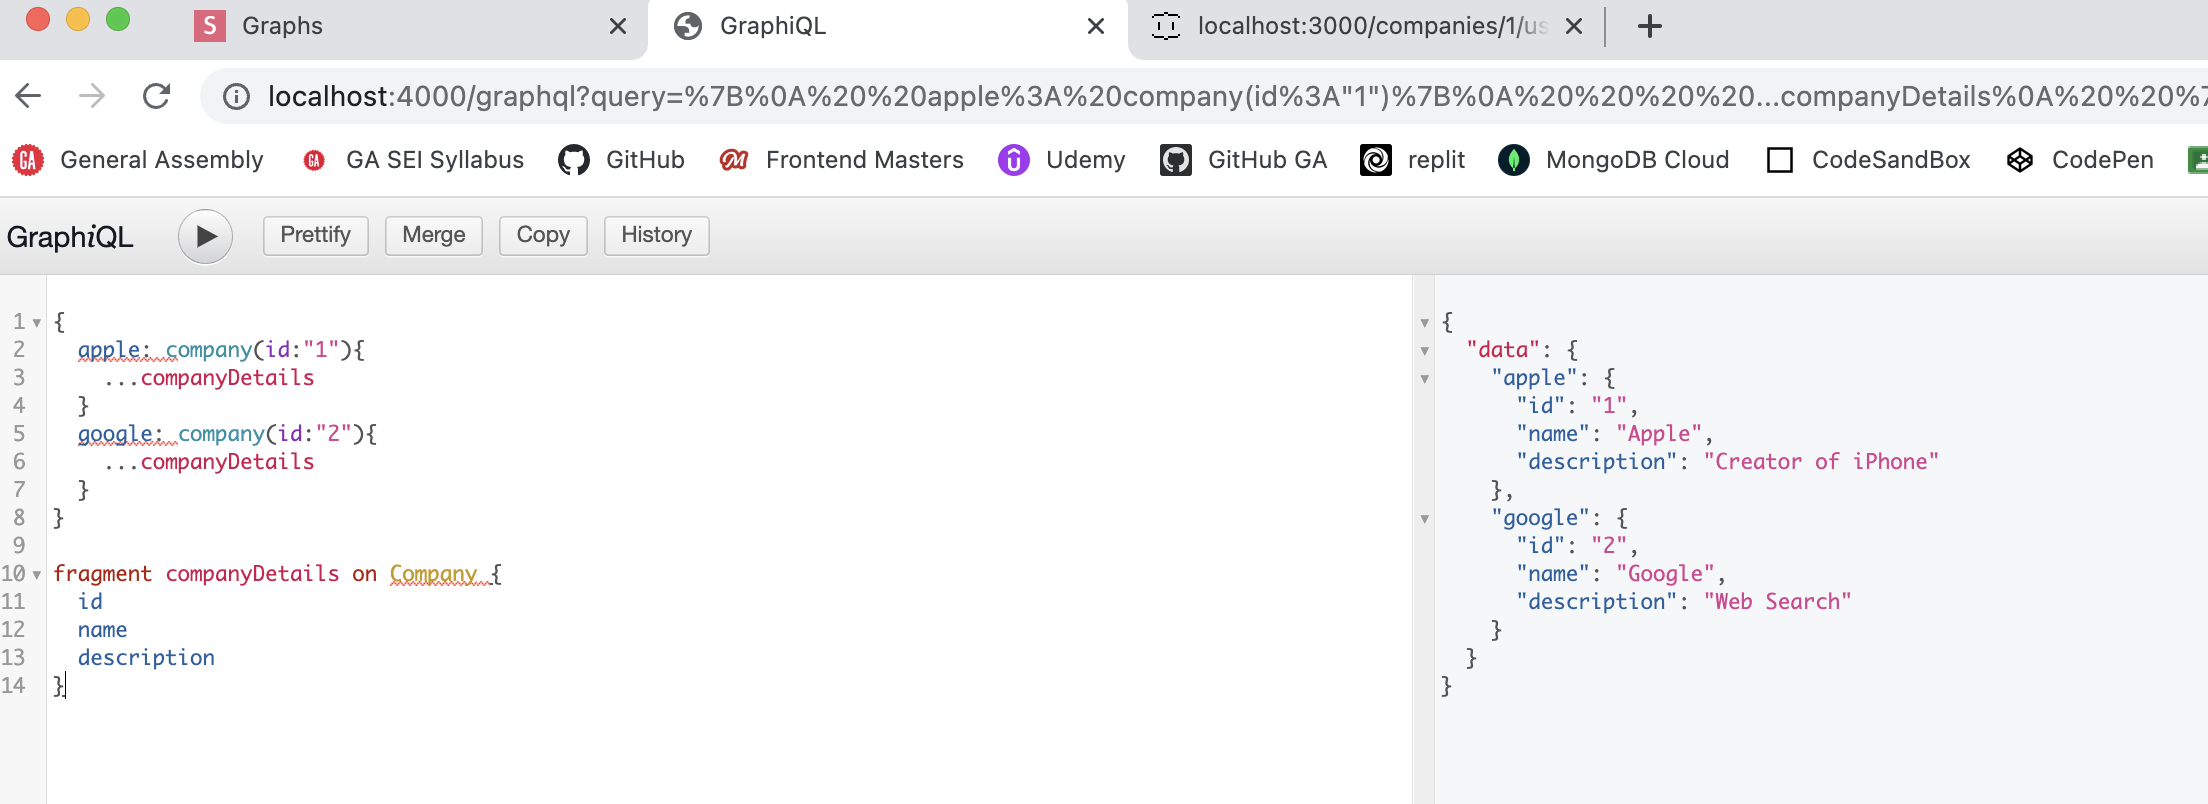 S Graphs GraphiQL localhost:3000/companies/1/us
localhost:4000/graphql?query=%7B%0A%20%20apple%3A%20company(id%3A"1")%7B%0A%20%20%20%20...companyDetails%0A%20%20%7
GA General Assembly GA GA SEI Syllabus GitHub Frontend Masters Udemy GitHub GA replit MongoDB Cloud CodeSandBox CodePen
GraphiQL Prettify Merge Copy History
1 {
2 apple: company(id:"1"){
3 ...companyDetails
4 }
5 google: company(id:"2"){
6 ...companyDetails
7 }
8 }
9
10 fragment companyDetails on Company {
11 id
12 name
13 description
14 }
{
"data": {
"apple": {
"id": "1",
"name": "Apple",
"description": "Creator of iPhone"
},
"google": {
"id": "2",
"name": "Google",
"description": "Web Search"
}
}
}